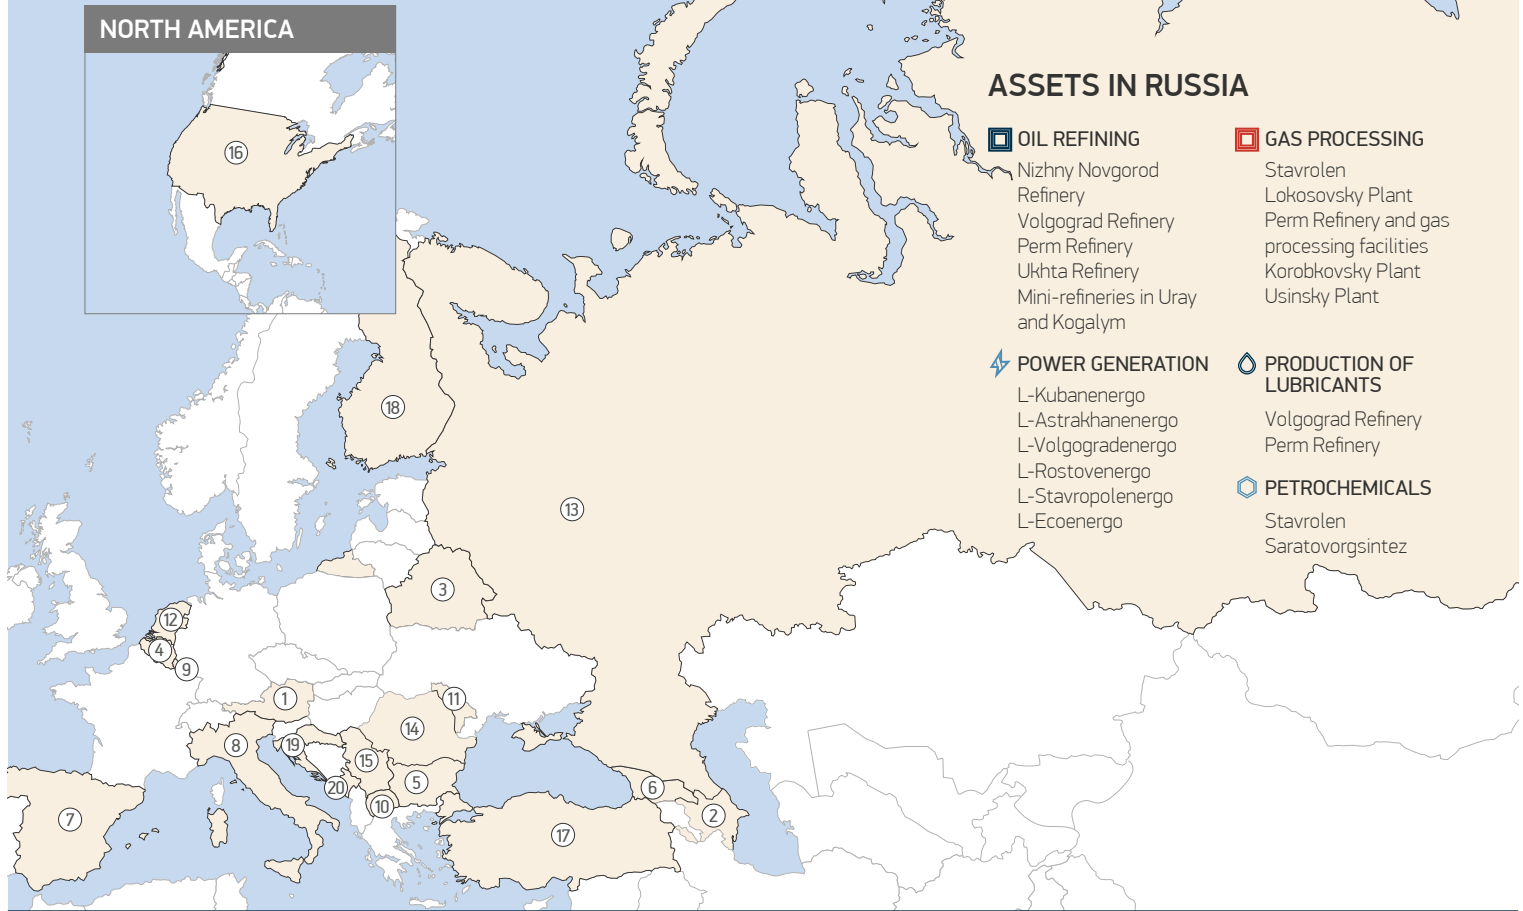 NORTH AMERICA
16
ASSETS IN RUSSIA
OIL REFINING
Nizhny Novgorod
Refinery
Volgograd Refinery
Perm Refinery
Ukhta Refinery
Mini-refineries in Uray
and Kogalym
GAS PROCESSING
Stavrolen
Lokosovsky Plant
Perm Refinery and gas
processing facilities
Korobkovsky Plant
Usinsky Plant
POWER GENERATION
L-Kubanenergo
L-Astrakhanenergo
L-Volgogradenergo
L-Rostovenergo
L-Stavropolenergo
L-Ecoenergo
PRODUCTION OF
LUBRICANTS
Volgograd Refinery
Perm Refinery
PETROCHEMICALS
Stavrolen
Saratovorgsintez
18
13
3
12
4
9
1
11
14
8
19
15
5
20
10
6
2
7
17